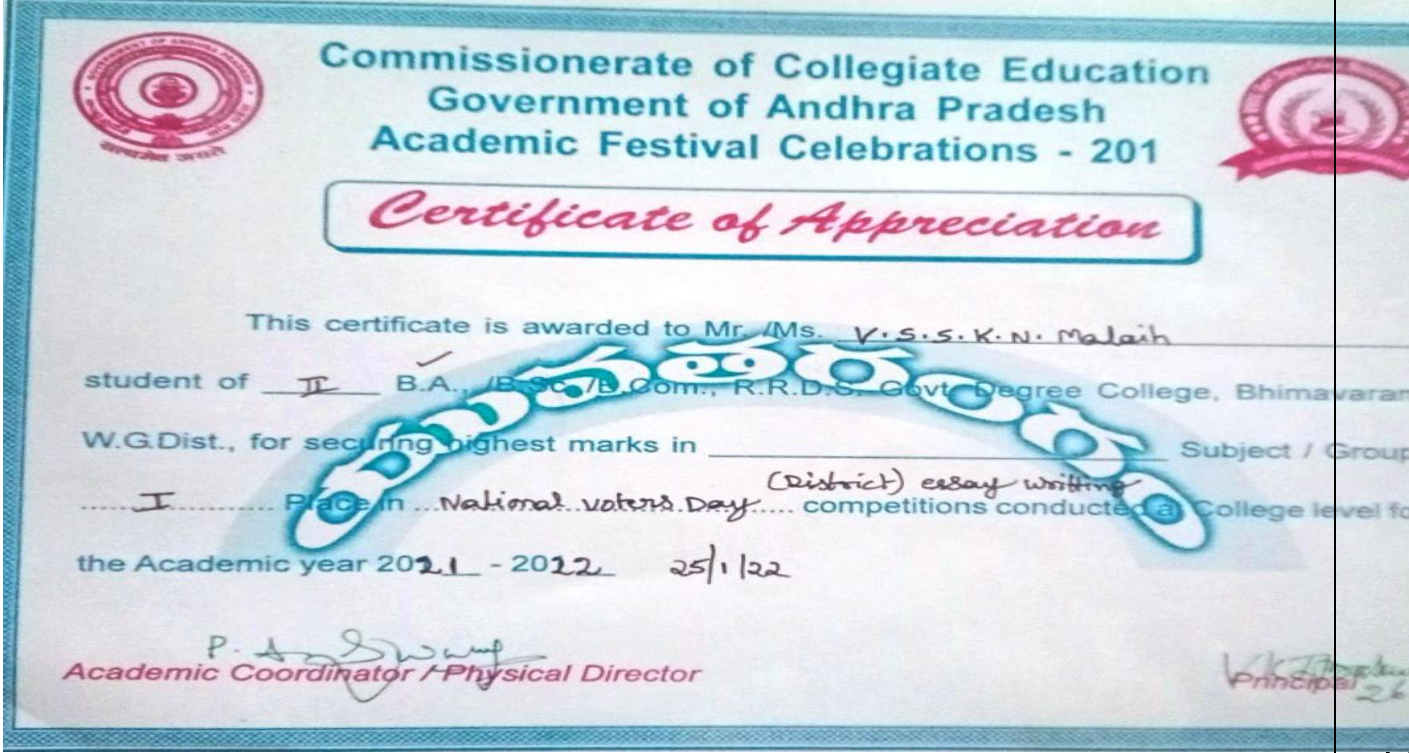 Commissionerate of Collegiate Education
Government of Andhra Pradesh
Academic Festival Celebrations - 201
Certificate of Appreciation
This certificate is awarded to Mr. /Ms. V.S.S.K.N. Malaih
student of II B.A., /B.Sc., /B.Com., R.R.D.S. Govt. Degree College, Bhimavaram
W.G.Dist., for securing highest marks in Subject / Group
(District) essay writting
I Place in National voters Day competitions conducted at College level fo
the Academic year 2021 - 2022 25/1/22
P.
Academic Coordinator / Physical Director
Principal
26